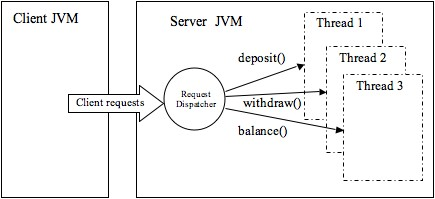 Client JVM
Server JVM
Thread 1
deposit()
Thread 2
Thread 3
Client requests
Request
Dispatcher
withdraw()
balance()